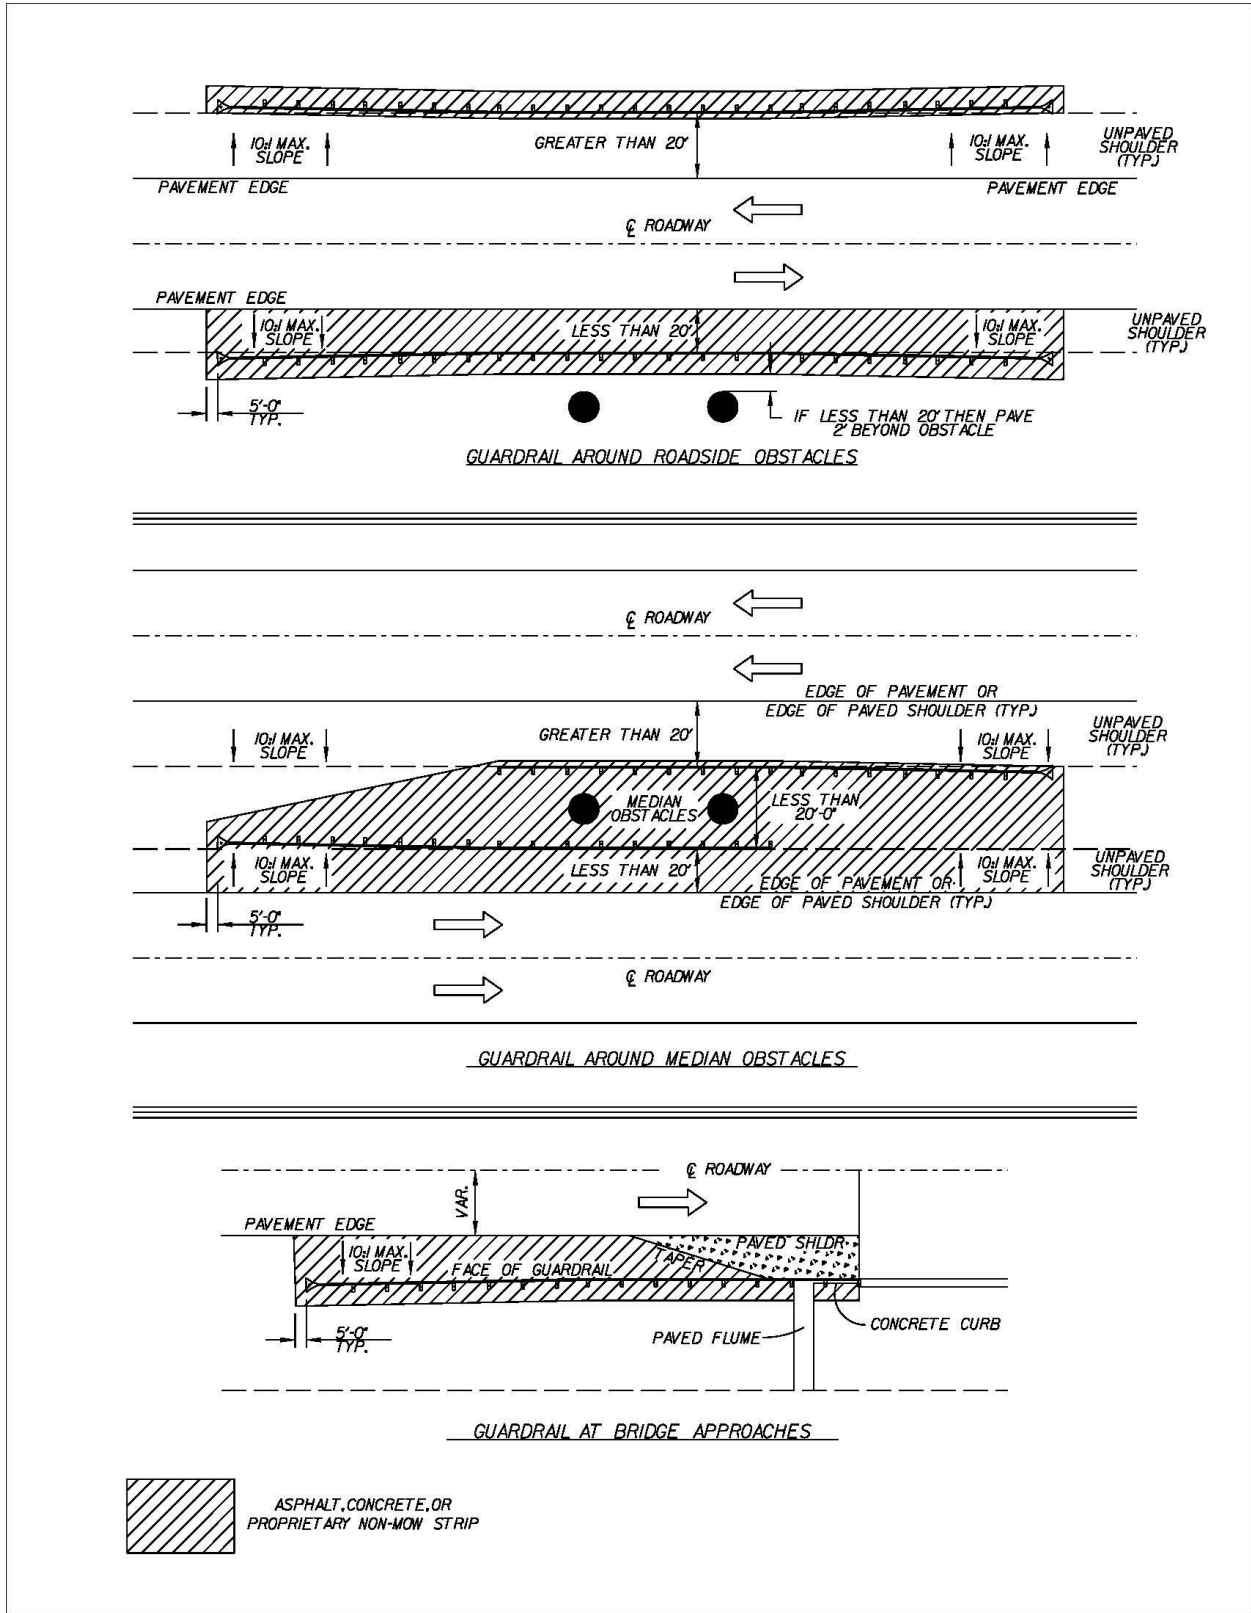 GREATER THAN 20'
10:1 MAX.
SLOPE
10:1 MAX.
SLOPE
UNPAVED
SHOULDER
(TYP.)
PAVEMENT EDGE
PAVEMENT EDGE
℄ ROADWAY
PAVEMENT EDGE
10:1 MAX.
SLOPE
LESS THAN 20'
10:1 MAX.
SLOPE
UNPAVED
SHOULDER
(TYP.)
5'-0"
TYP.
IF LESS THAN 20' THEN PAVE
2' BEYOND OBSTACLE
GUARDRAIL AROUND ROADSIDE OBSTACLES
℄ ROADWAY
EDGE OF PAVEMENT OR
EDGE OF PAVED SHOULDER (TYP.)
10:1 MAX.
SLOPE
GREATER THAN 20'
10:1 MAX.
SLOPE
UNPAVED
SHOULDER
(TYP.)
MEDIAN
OBSTACLES
LESS THAN
20'-0"
10:1 MAX.
SLOPE
LESS THAN 20'
10:1 MAX.
SLOPE
UNPAVED
SHOULDER
(TYP.)
EDGE OF PAVEMENT OR
EDGE OF PAVED SHOULDER (TYP.)
5'-0"
TYP.
℄ ROADWAY
GUARDRAIL AROUND MEDIAN OBSTACLES
℄ ROADWAY
VAR.
PAVEMENT EDGE
10:1 MAX.
SLOPE
FACE OF GUARDRAIL
TAPER
PAVED SHLDR.
5'-0"
TYP.
PAVED FLUME
CONCRETE CURB
GUARDRAIL AT BRIDGE APPROACHES
ASPHALT, CONCRETE, OR
PROPRIETARY NON-MOW STRIP